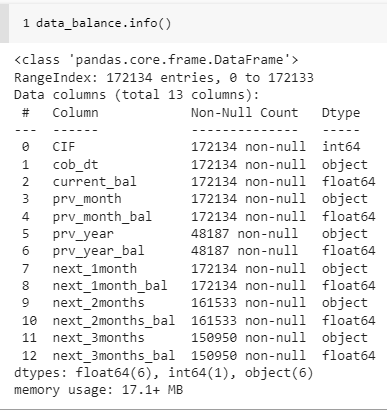 1 data_balance.info()
<class 'pandas.core.frame.DataFrame'>
RangeIndex: 172134 entries, 0 to 172133
Data columns (total 13 columns):
 #   Column            Non-Null Count   Dtype
---  ------            --------------   -----
 0   CIF               172134 non-null  int64
 1   cob_dt            172134 non-null  object
 2   current_bal       172134 non-null  float64
 3   prv_month         172134 non-null  object
 4   prv_month_bal     172134 non-null  float64
 5   prv_year          48187 non-null   object
 6   prv_year_bal      48187 non-null   float64
 7   next_1month       172134 non-null  object
 8   next_1month_bal   172134 non-null  float64
 9   next_2months      161533 non-null  object
 10  next_2months_bal  161533 non-null  float64
 11  next_3months      150950 non-null  object
 12  next_3months_bal  150950 non-null  float64
dtypes: float64(6), int64(1), object(6)
memory usage: 17.1+ MB